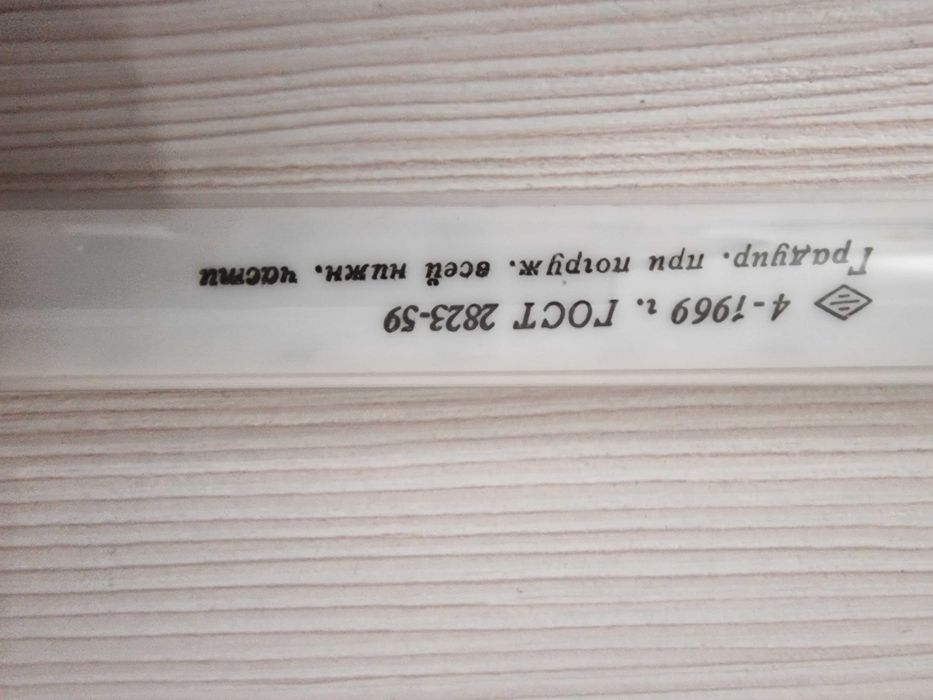 4-1969 г. ГОСТ 2823-59
Градуир. при погруж. всей нижн. части